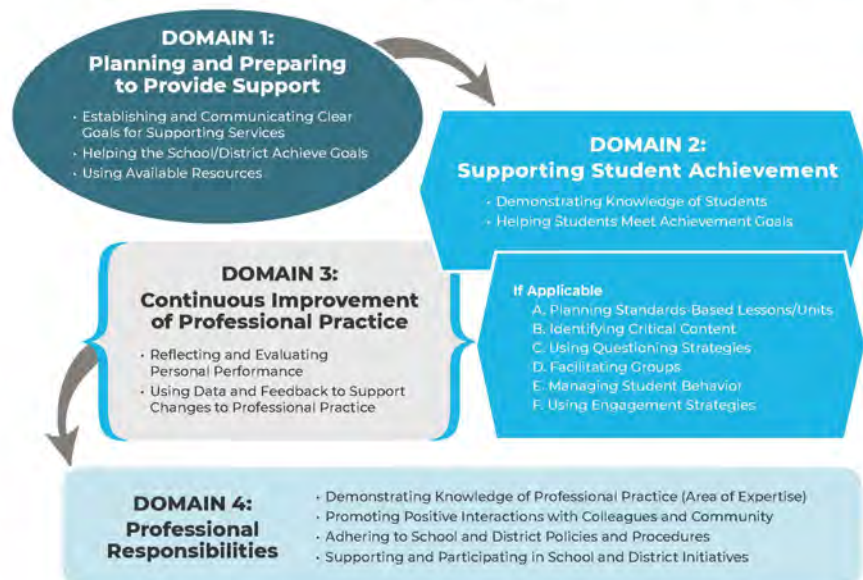 DOMAIN 1:
Planning and Preparing
to Provide Support
• Establishing and Communicating Clear
Goals for Supporting Services
• Helping the School/District Achieve Goals
• Using Available Resources
DOMAIN 2:
Supporting Student Achievement
• Demonstrating Knowledge of Students
• Helping Students Meet Achievement Goals
If Applicable
A. Planning Standards-Based Lessons/Units
B. Identifying Critical Content
C. Using Questioning Strategies
D. Facilitating Groups
E. Managing Student Behavior
F. Using Engagement Strategies
DOMAIN 3:
Continuous Improvement
of Professional Practice
• Reflecting and Evaluating
Personal Performance
• Using Data and Feedback to Support
Changes to Professional Practice
DOMAIN 4:
Professional
Responsibilities
• Demonstrating Knowledge of Professional Practice (Area of Expertise)
• Promoting Positive Interactions with Colleagues and Community
• Adhering to School and District Policies and Procedures
• Supporting and Participating in School and District Initiatives